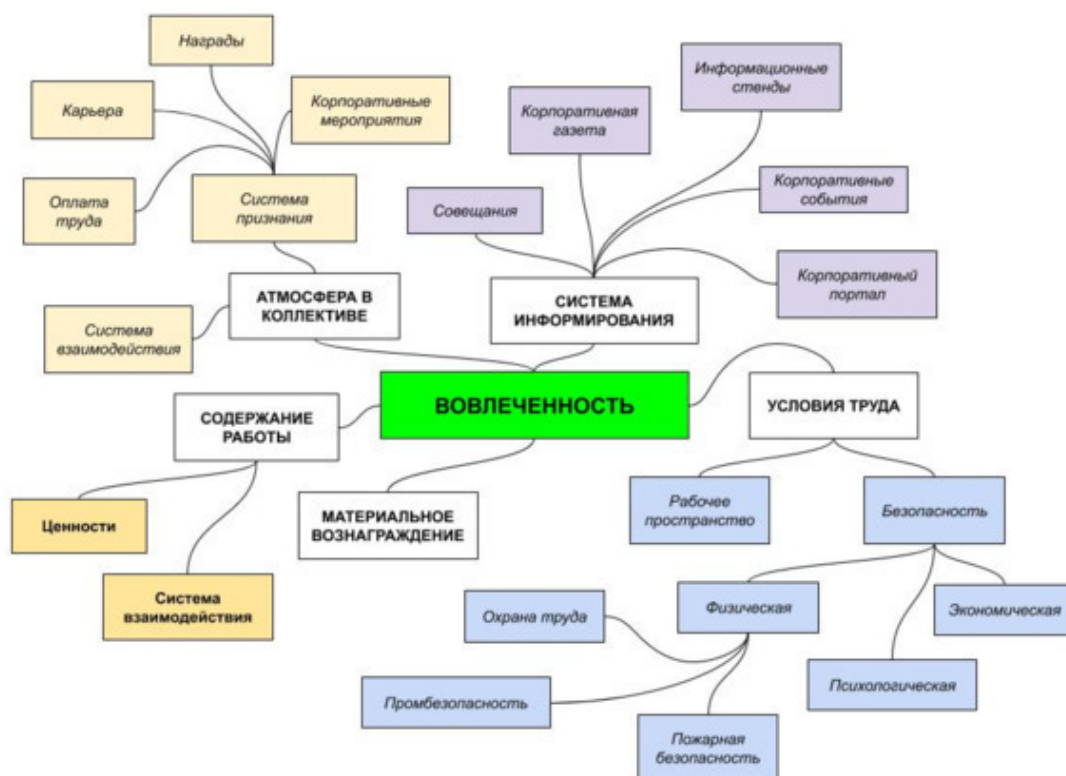 Награды
Карьера
Корпоративные
мероприятия
Оплата
труда
Система
признания
АТМОСФЕРА В
КОЛЛЕКТИВЕ
Система
взаимодействия
Информационные
стенды
Корпоративная
газета
Совещания
Корпоративные
события
Корпоративный
портал
СИСТЕМА
ИНФОРМИРОВАНИЯ
ВОВЛЕЧЕННОСТЬ
СОДЕРЖАНИЕ
РАБОТЫ
Ценности
Система
взаимодействия
МАТЕРИАЛЬНОЕ
ВОЗНАГРАЖДЕНИЕ
УСЛОВИЯ ТРУДА
Рабочее
пространство
Безопасность
Физическая
Экономическая
Психологическая
Охрана труда
Промбезопасность
Пожарная
безопасность